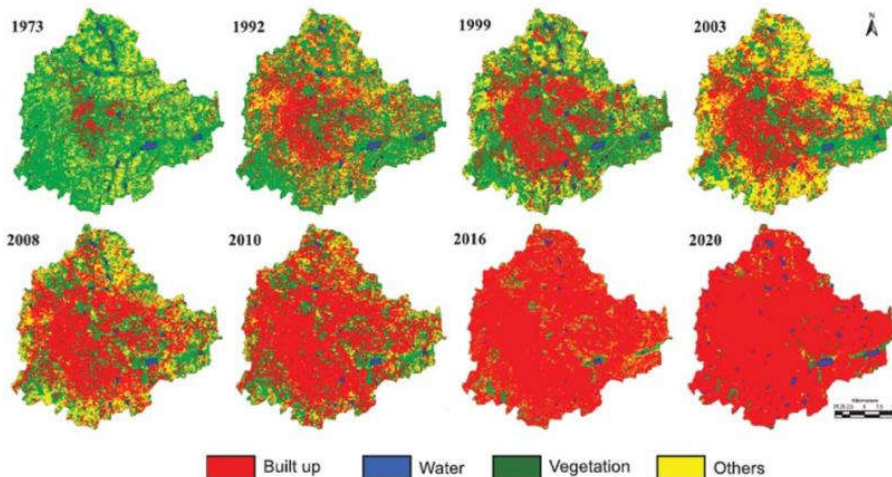 1973
1992
1999
2003
N
2008
2010
2016
2020
Kilometers
Built up
Water
Vegetation
Others